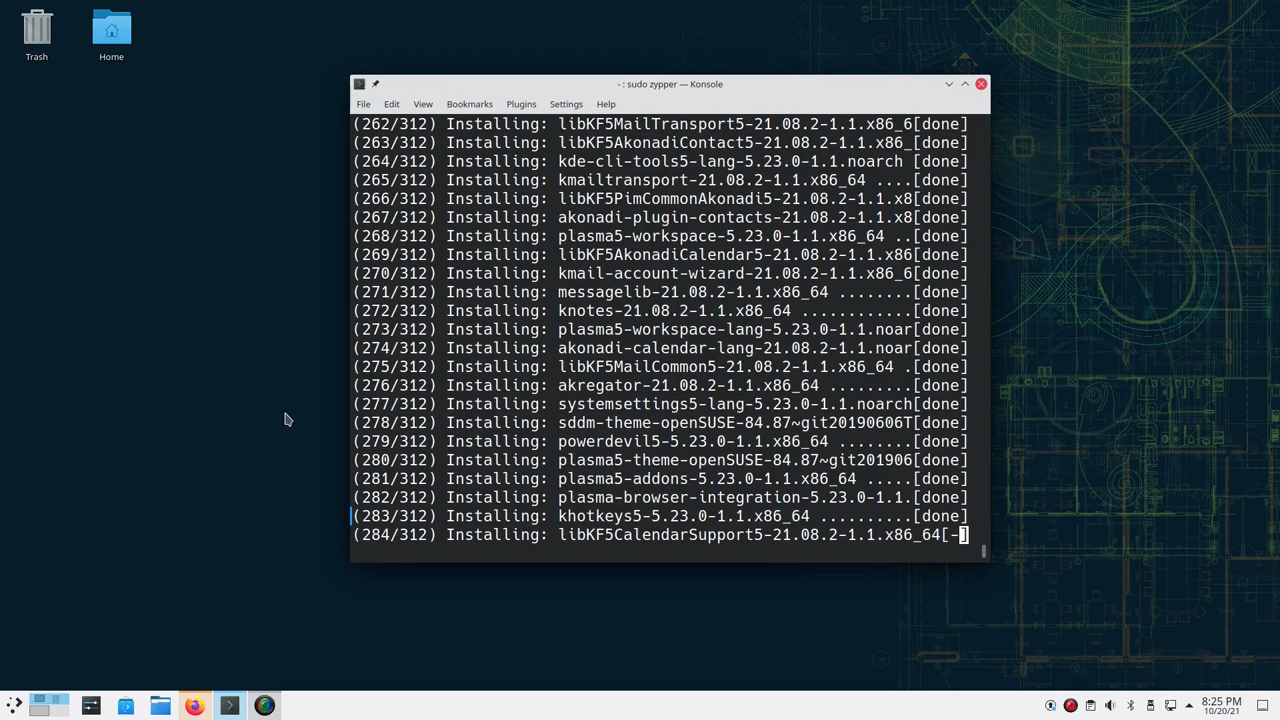 Trash
Home
- : sudo zypper — Konsole
File Edit View Bookmarks Plugins Settings Help
(262/312) Installing: libKF5MailTransport5-21.08.2-1.1.x86_6[done]
(263/312) Installing: libKF5AkonadiContact5-21.08.2-1.1.x86_[done]
(264/312) Installing: kde-cli-tools5-lang-5.23.0-1.1.noarch [done]
(265/312) Installing: kmailtransport-21.08.2-1.1.x86_64 ....[done]
(266/312) Installing: libKF5PimCommonAkonadi5-21.08.2-1.1.x8[done]
(267/312) Installing: akonadi-plugin-contacts-21.08.2-1.1.x8[done]
(268/312) Installing: plasma5-workspace-5.23.0-1.1.x86_64 ..[done]
(269/312) Installing: libKF5AkonadiCalendar5-21.08.2-1.1.x86[done]
(270/312) Installing: kmail-account-wizard-21.08.2-1.1.x86_6[done]
(271/312) Installing: messagelib-21.08.2-1.1.x86_64 ........[done]
(272/312) Installing: knotes-21.08.2-1.1.x86_64 ............[done]
(273/312) Installing: plasma5-workspace-lang-5.23.0-1.1.noar[done]
(274/312) Installing: akonadi-calendar-lang-21.08.2-1.1.noar[done]
(275/312) Installing: libKF5MailCommon5-21.08.2-1.1.x86_64 .[done]
(276/312) Installing: akregator-21.08.2-1.1.x86_64 .........[done]
(277/312) Installing: systemsettings5-lang-5.23.0-1.1.noarch[done]
(278/312) Installing: sddm-theme-openSUSE-84.87~git20190606T[done]
(279/312) Installing: powerdevil5-5.23.0-1.1.x86_64 ........[done]
(280/312) Installing: plasma5-theme-openSUSE-84.87~git201906[done]
(281/312) Installing: plasma5-addons-5.23.0-1.1.x86_64 .....[done]
(282/312) Installing: plasma-browser-integration-5.23.0-1.1.[done]
(283/312) Installing: khotkeys5-5.23.0-1.1.x86_64 ..........[done]
(284/312) Installing: libKF5CalendarSupport5-21.08.2-1.1.x86_64[-]
8:25 PM
10/20/21